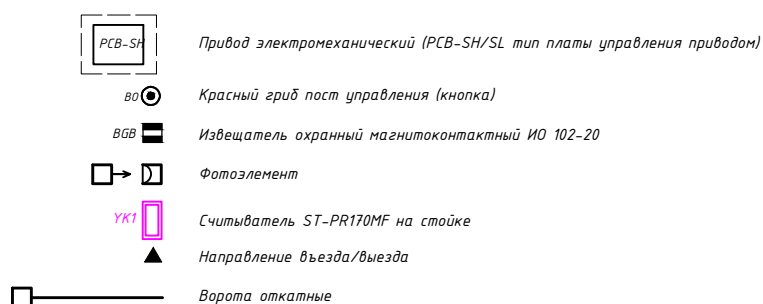 PCB-SH Привод электромеханический (PCB-SH/SL тип платы управления приводом)
BO Красный гриб пост управления (кнопка)
BGB Извещатель охранный магнитоконтактный ИО 102-20
Фотоэлемент
YK1 Считыватель ST-PR170MF на стойке
Направление въезда/выезда
Ворота откатные